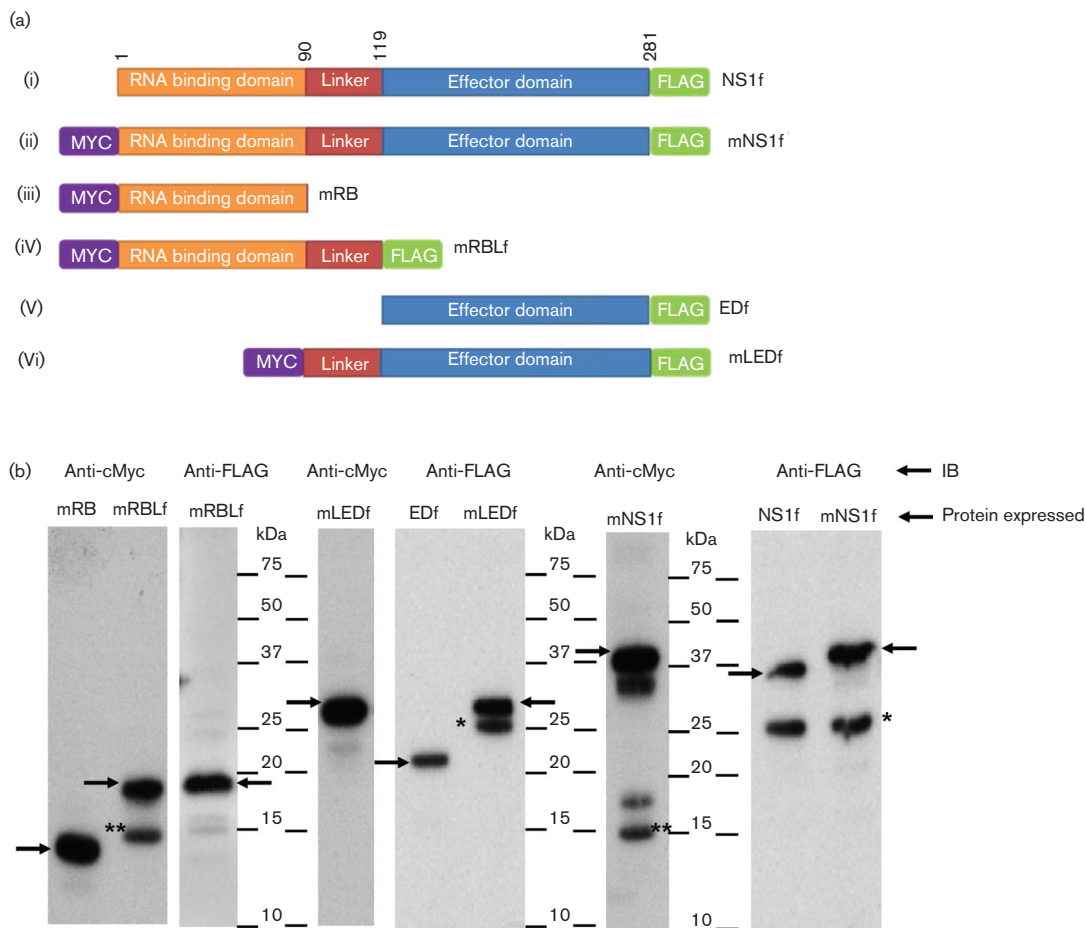 (a)
1 90 119 281
(i) RNA binding domain Linker Effector domain FLAG NS1f
(ii) MYC RNA binding domain Linker Effector domain FLAG mNS1f
(iii) MYC RNA binding domain mRB
(iV) MYC RNA binding domain Linker FLAG mRBLf
(V) Effector domain FLAG EDf
(Vi) MYC Linker Effector domain FLAG mLEDf
(b) Anti-cMyc Anti-FLAG Anti-cMyc Anti-FLAG Anti-cMyc Anti-FLAG IB
mRB mRBLf mRBLf mLEDf EDf mLEDf mNS1f NS1f mNS1f Protein expressed
kDa kDa kDa
75 75 75
50 50 50
37 37 37
25 * 25 25 *
20 20 20
** 15 15 ** 15
10 10 10